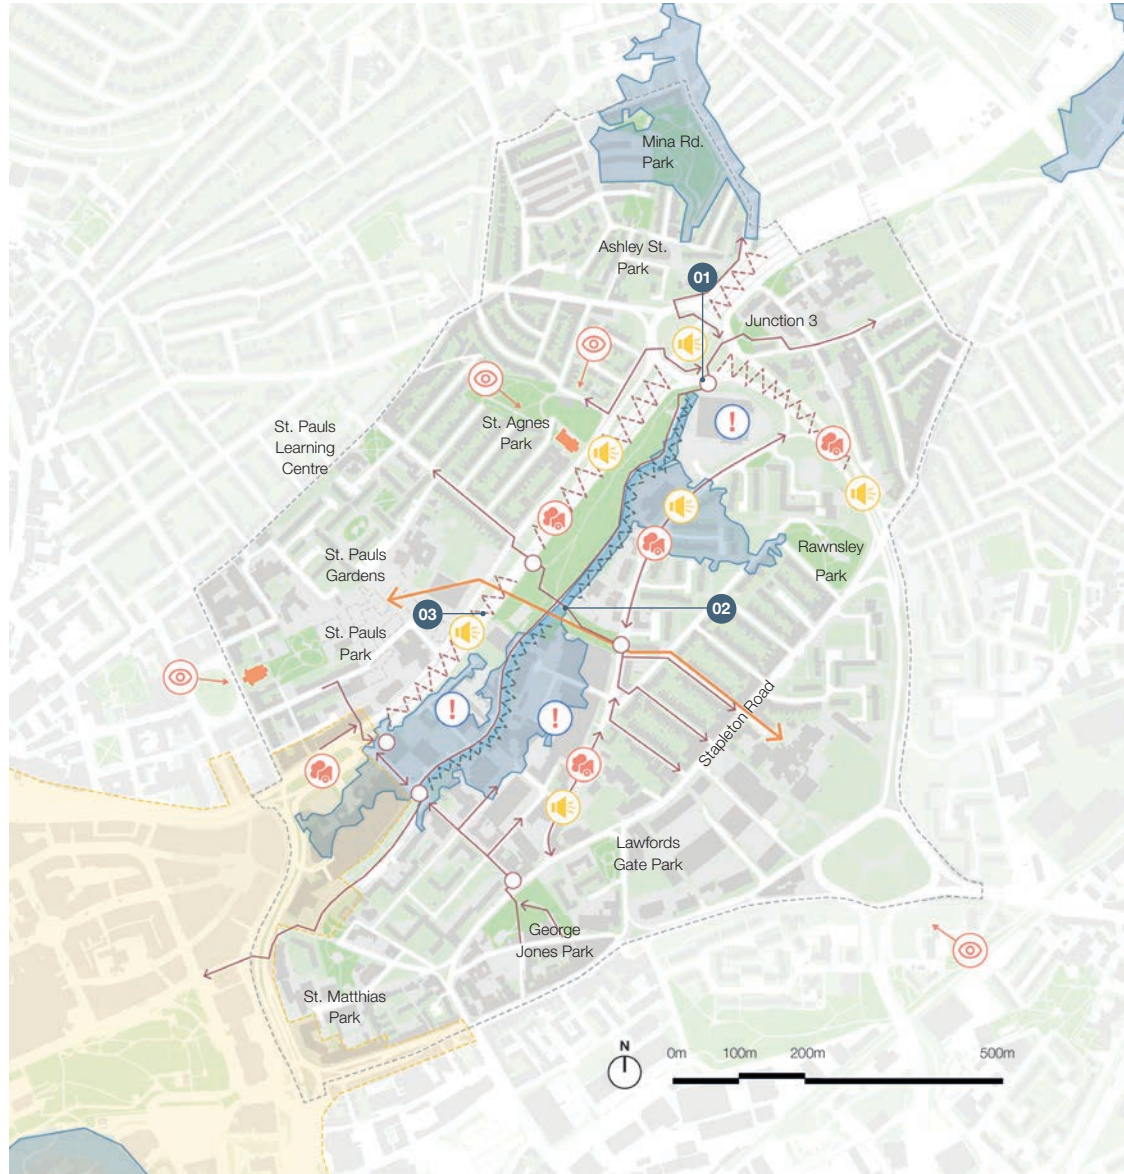 Mina Rd.
Park
Ashley St.
Park
01
Junction 3
St. Agnes
Park
!
St. Pauls
Learning
Centre
St. Pauls
Gardens
Rawnsley
Park
03
02
St. Pauls
Park
!
!
Stapleton Road
Lawfords
Gate Park
George
Jones Park
St. Matthias
Park
N
0m 100m 200m 500m